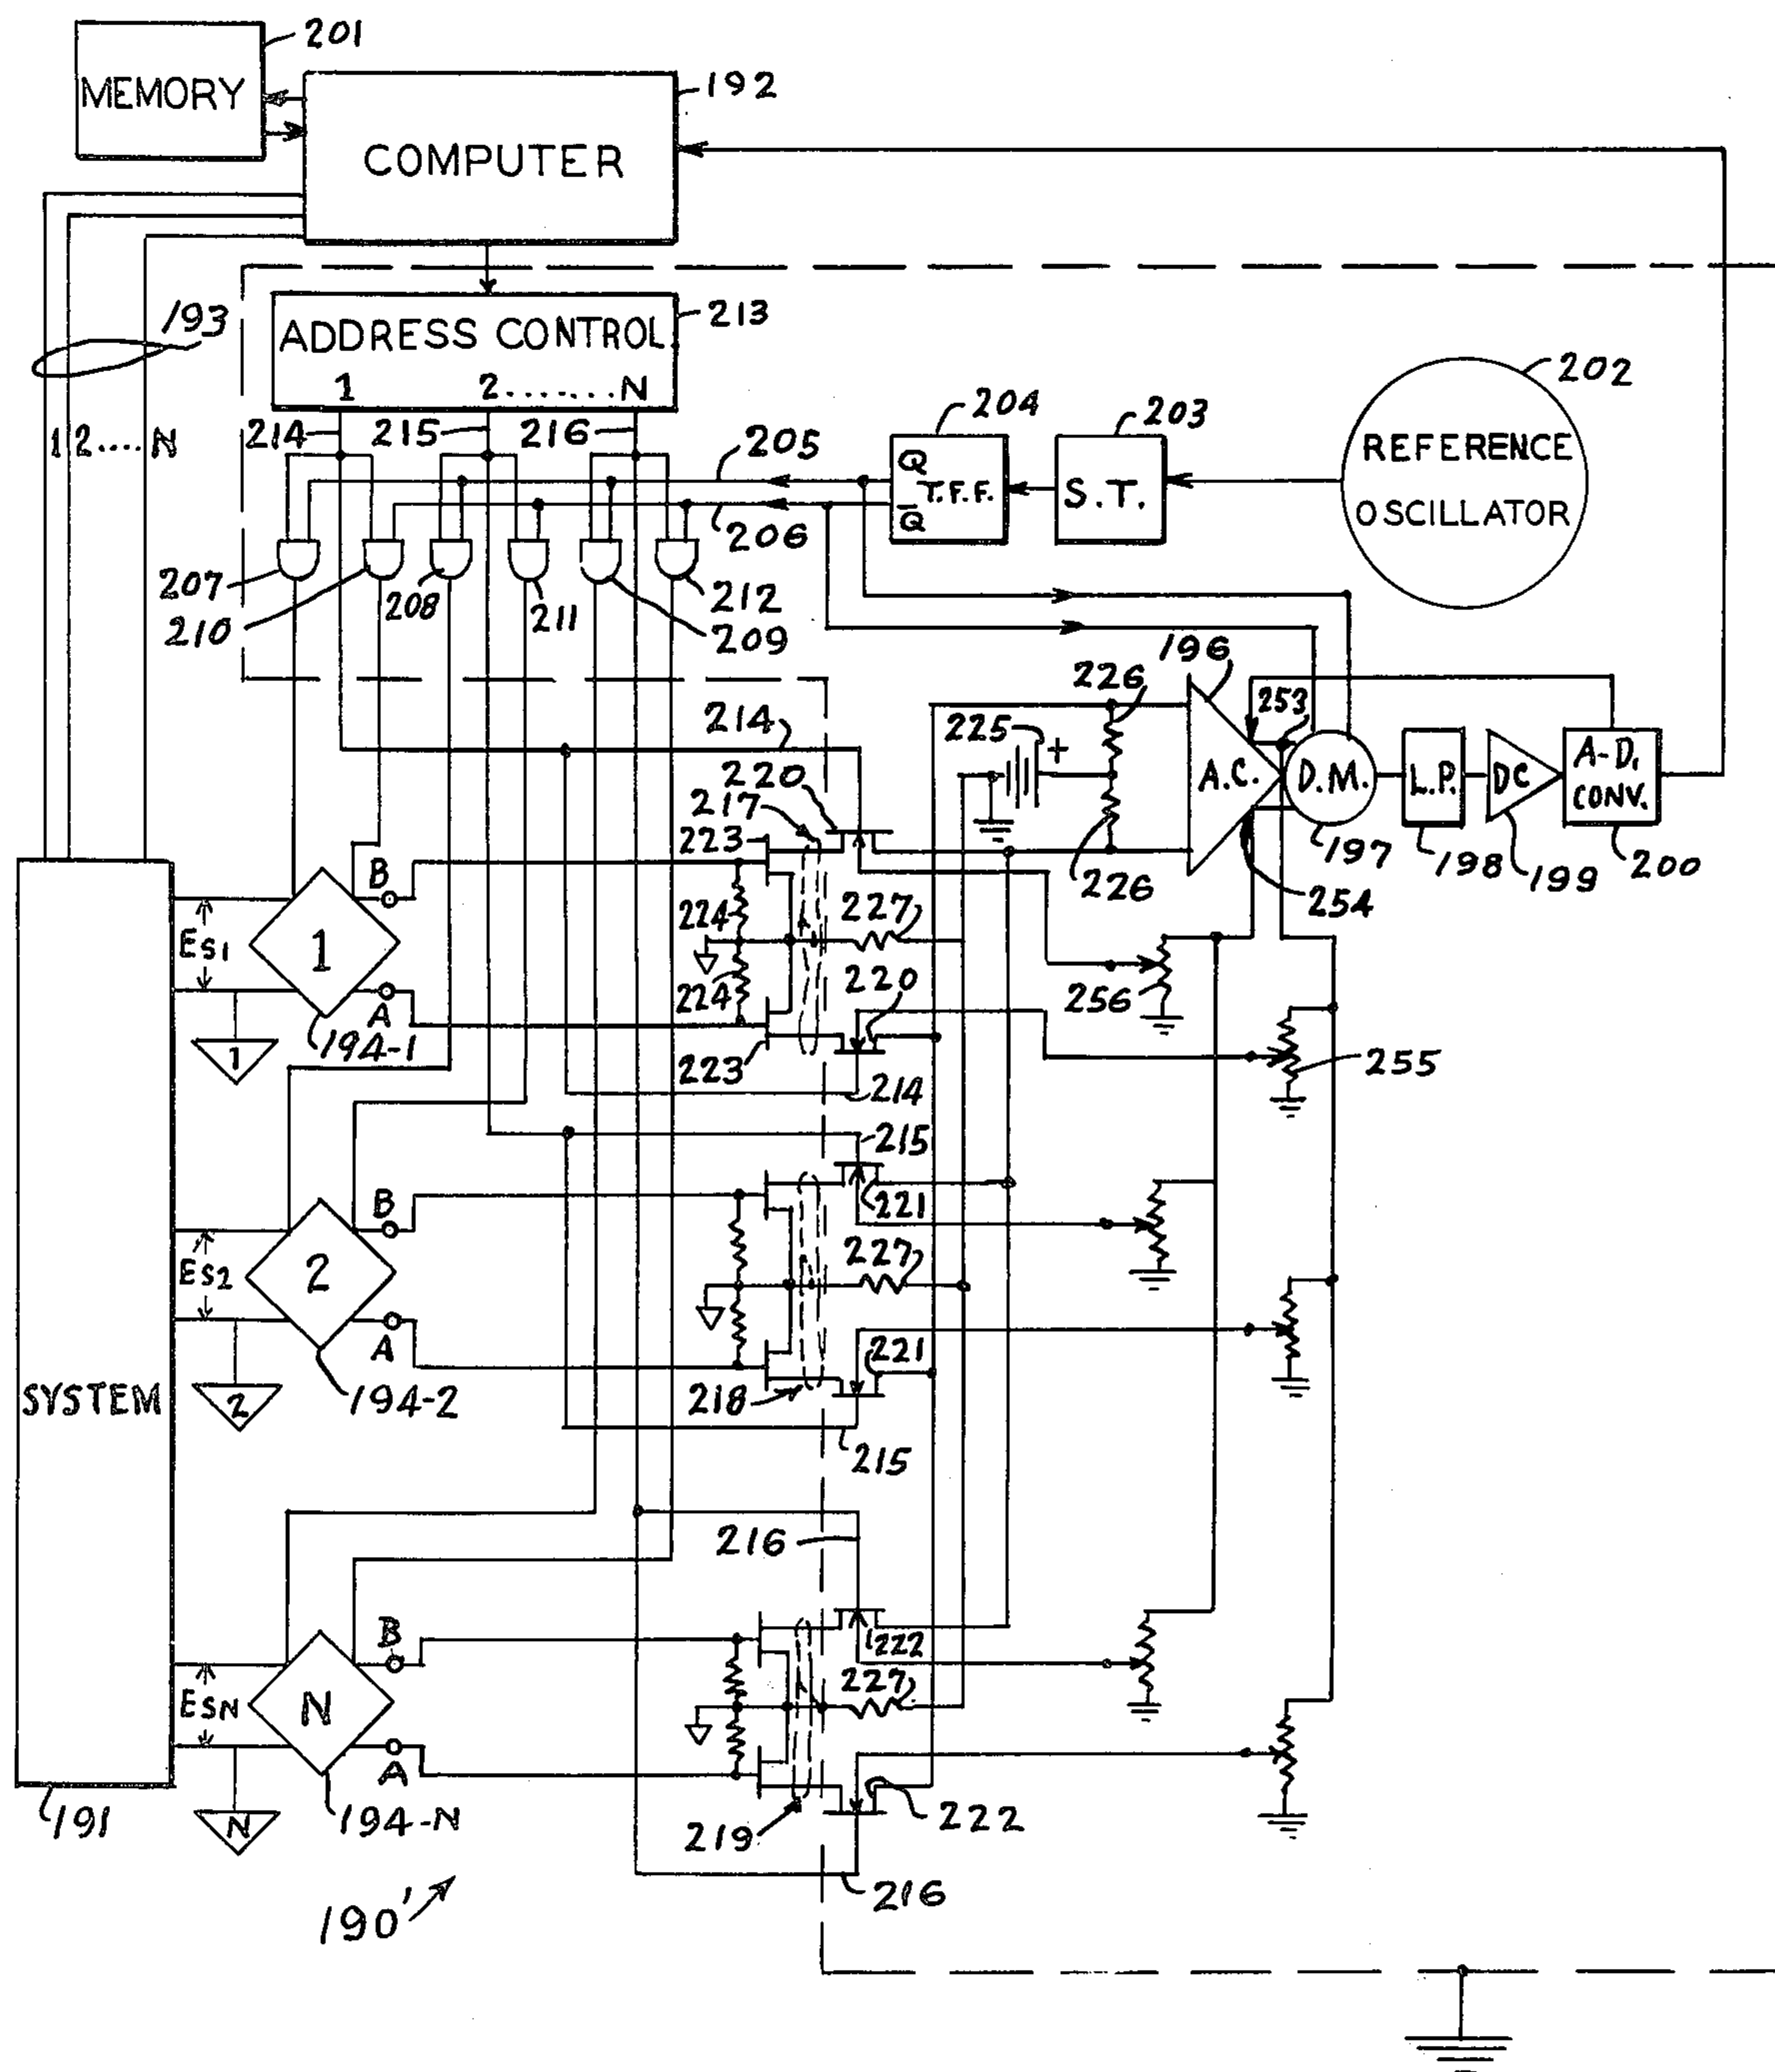 201
MEMORY
192
COMPUTER
193
ADDRESS CONTROL
213
1 2.......N
12....N
214 215 216
205
206
204
Q
T.F.F.
Q̅
203
S.T.
202
REFERENCE
OSCILLATOR
207
210
208
211
212
209
214
220
217
223
225
+
226
196
253
A.C.
D.M.
L.P.
DC
A-D.
CONV.
197
198
199
200
226
254
B
ES1
1
A
194-1
1
224
227
224
220
223
214
256
255
215
221
B
ES2
2
A
194-2
2
227
221
218
215
SYSTEM
216
222
B
ESN
N
A
194-N
N
227
222
219
216
191
190'